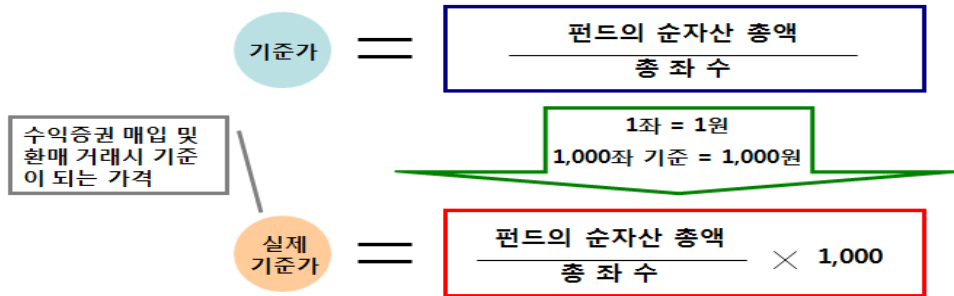 기준가
펀드의 순자산 총액
총 좌 수
수익증권 매입 및
환매 거래시 기준
이 되는 가격
1좌 = 1원
1,000좌 기준 = 1,000원
실제
기준가
펀드의 순자산 총액
총 좌 수
× 1,000